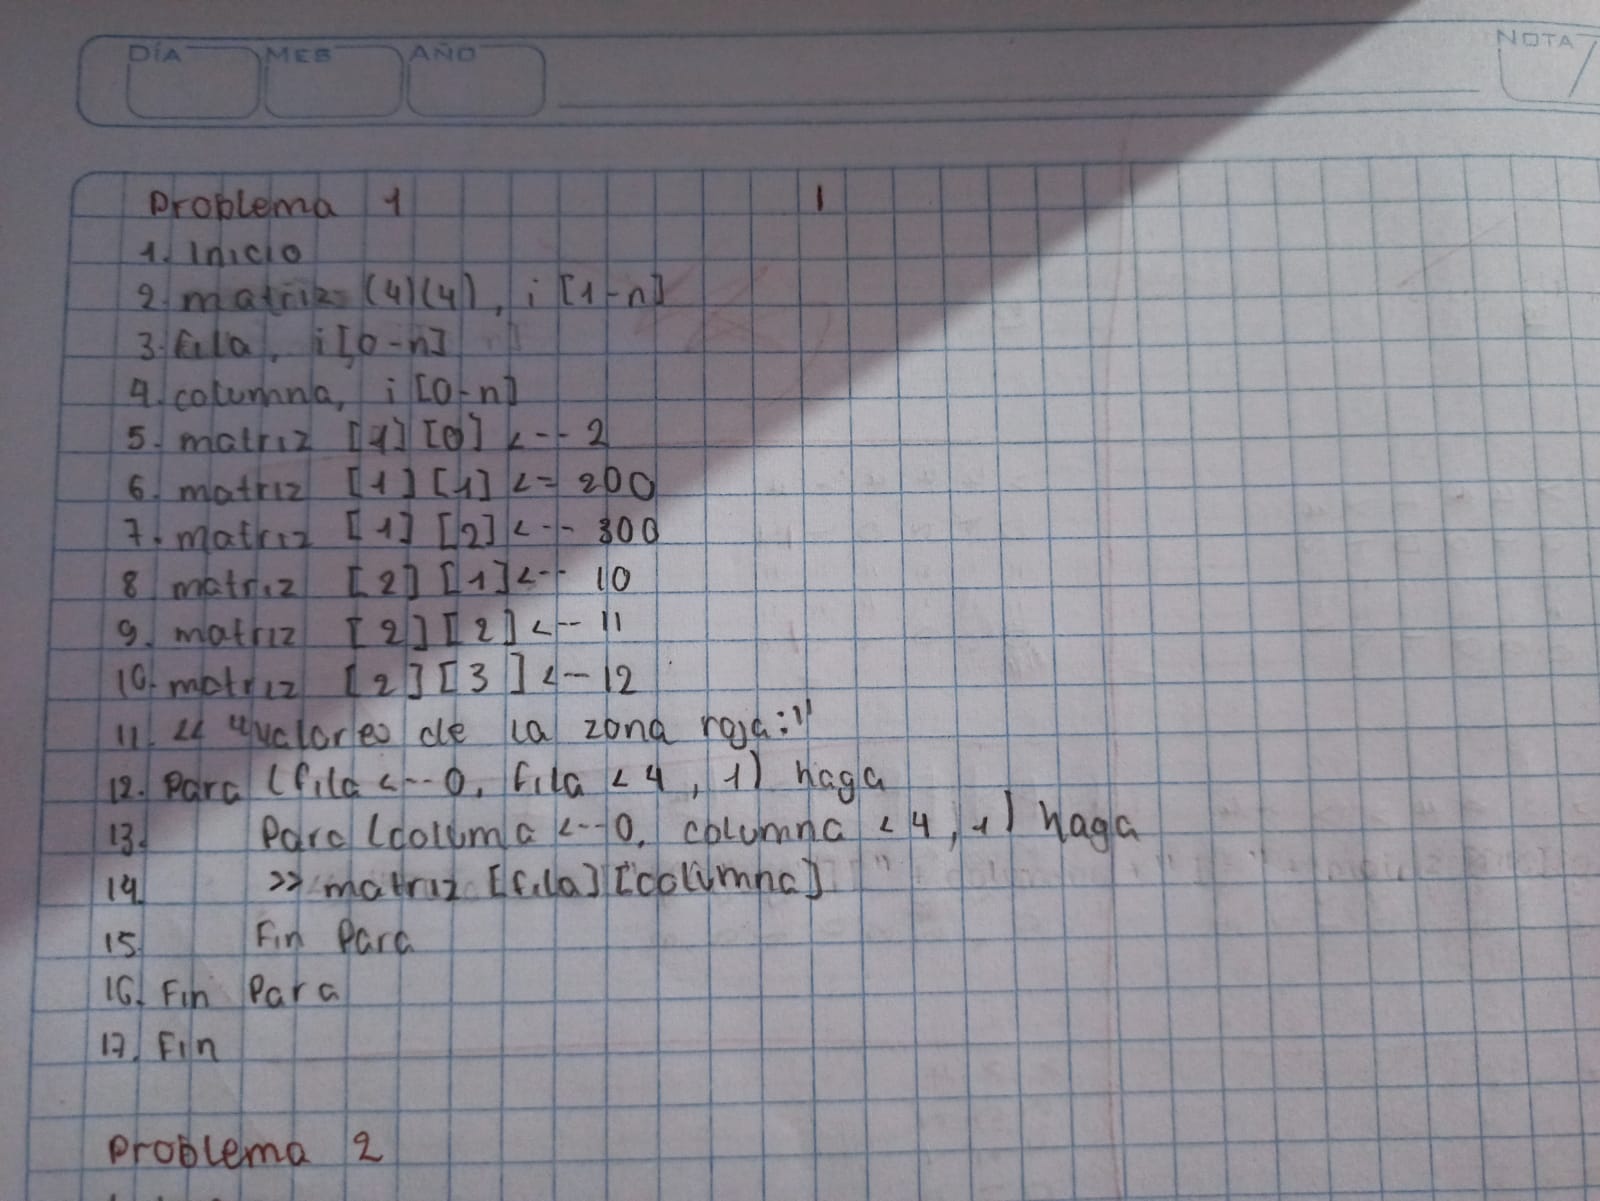 DÍA MES AÑO NOTA
Problema 1
1. Inicio
2. matriz (4)(4), i [1-n]
3. fila, i[0-n]
4. columna, i [0-n]
5. matriz [1][0] <-- 2
6. matriz [1][1] <= 200
7. matriz [1][2] <-- 300
8 matriz [2][1] <-- 10
9. matriz [2][2] <-- 11
10. matriz [2][3] <-- 12
11. << "valores de la zona roja:"
12. Para (fila <-- 0, fila < 4, 1) haga
13. Para (columa <-- 0, columna < 4, 1) haga
14. >> matriz [fila][columna]
15 Fin Para
16. Fin Para
17. Fin
Problema 2